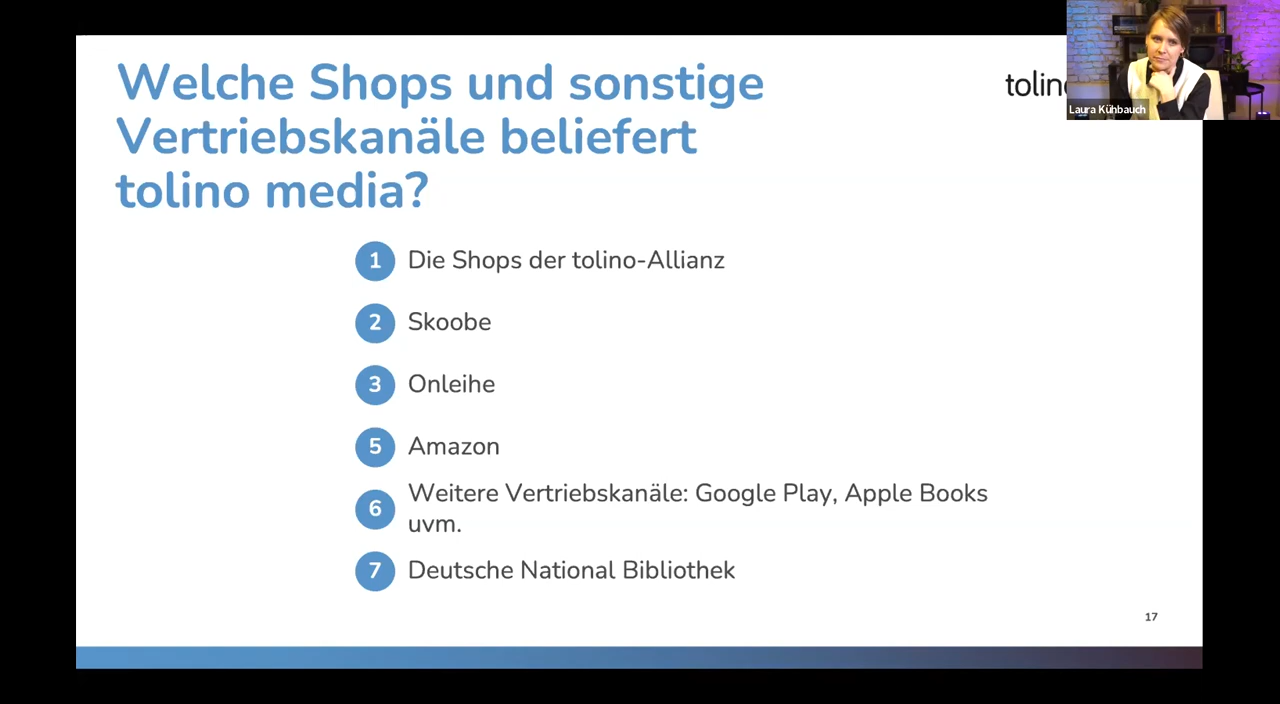 Welche Shops und sonstige
Vertriebskanäle beliefert
tolino media?
Laura Kühbauch
1 Die Shops der tolino-Allianz
2 Skoobe
3 Onleihe
5 Amazon
6 Weitere Vertriebskanäle: Google Play, Apple Books
uvm.
7 Deutsche National Bibliothek
17